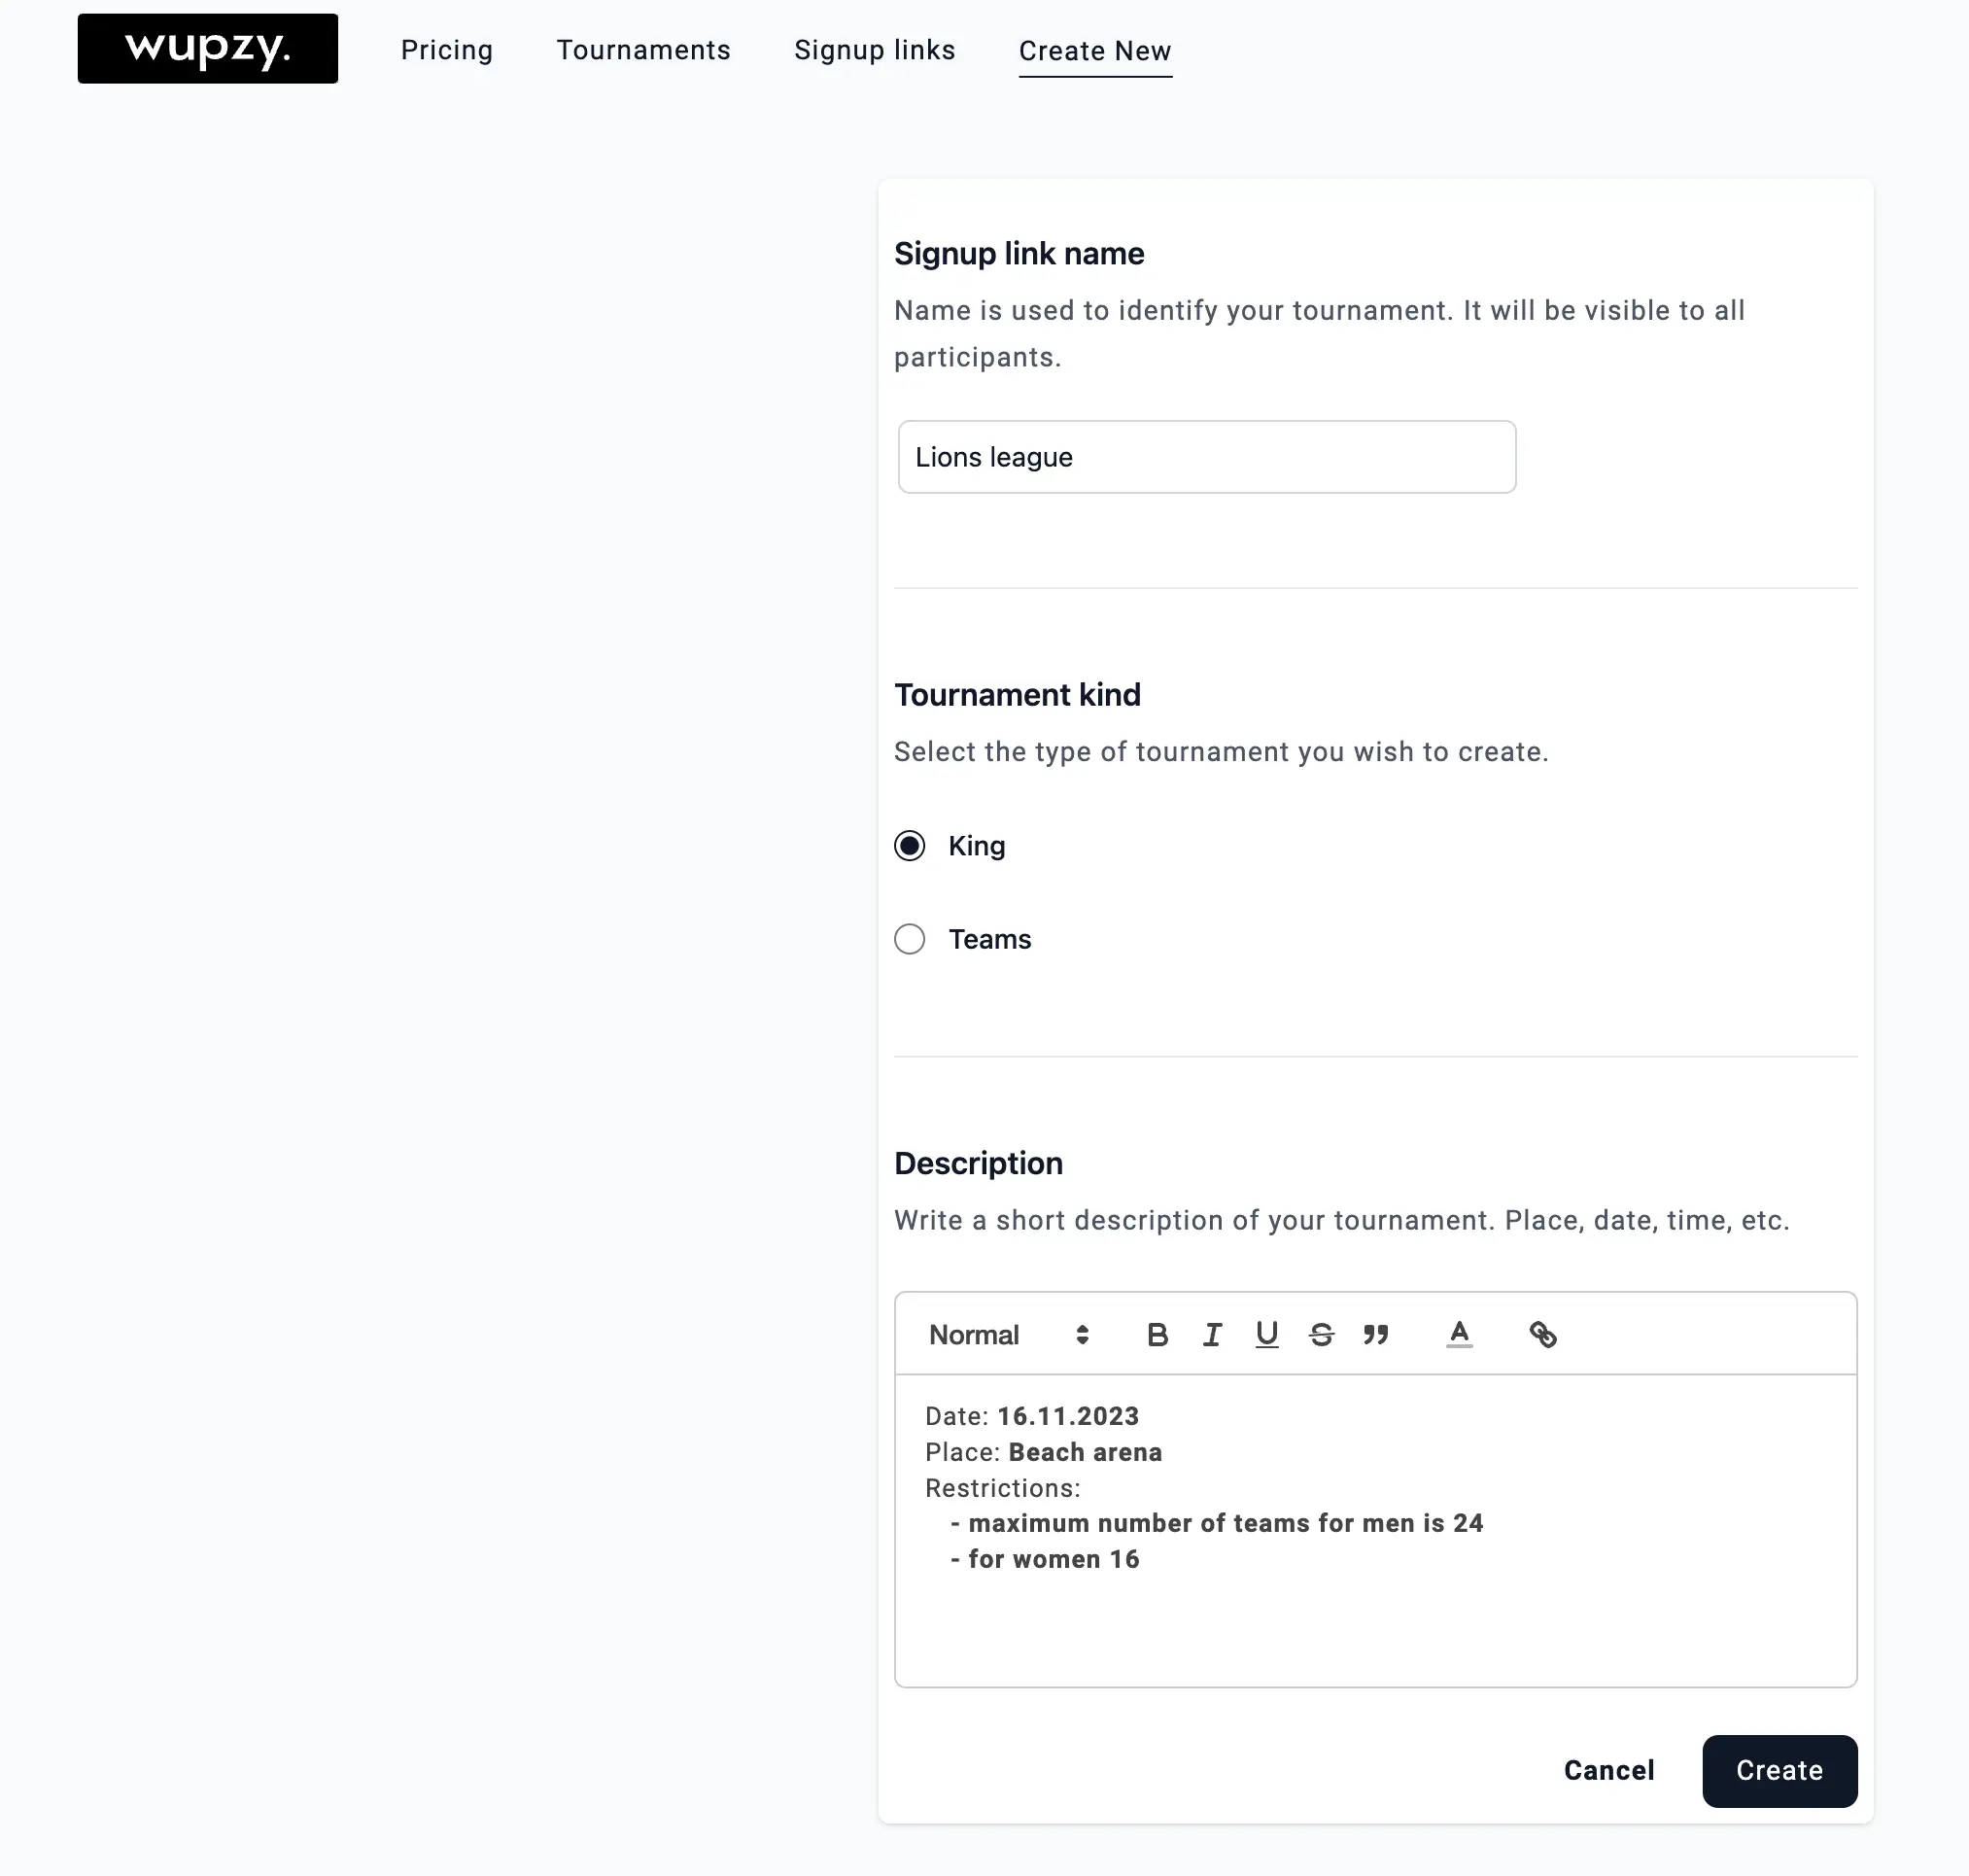 wupzy.
Pricing
Tournaments
Signup links
Create New
Signup link name
Name is used to identify your tournament. It will be visible to all
participants.
Lions league
Tournament kind
Select the type of tournament you wish to create.
King
Teams
Description
Write a short description of your tournament. Place, date, time, etc.
Normal
Date: 16.11.2023
Place: Beach arena
Restrictions:
- maximum number of teams for men is 24
- for women 16
Cancel
Create